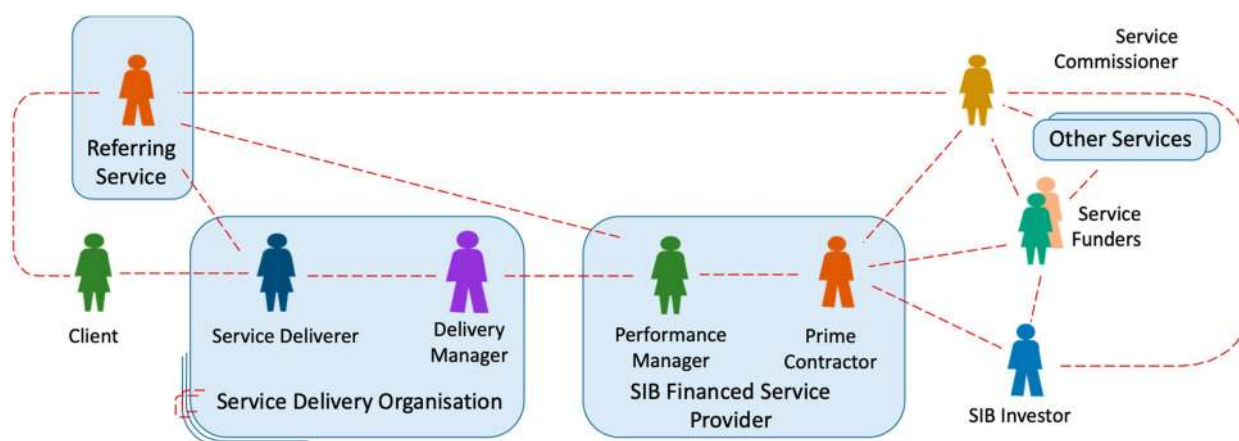 Service
Commissioner
Referring
Service
Other Services
Service
Funders
Client
Service Deliverer
Delivery
Manager
Performance
Manager
Prime
Contractor
Service Delivery Organisation
SIB Financed Service
Provider
SIB Investor